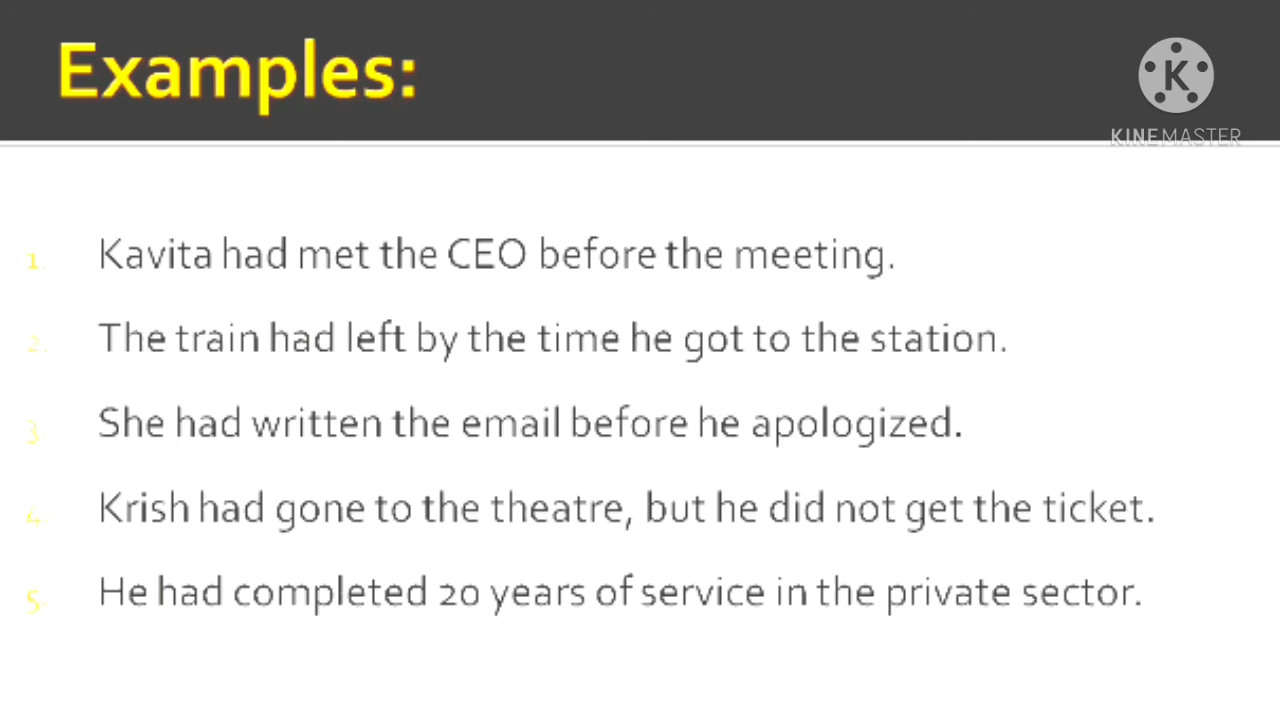 Examples:
K
KINEMASTER
1. Kavita had met the CEO before the meeting.
2. The train had left by the time he got to the station.
3. She had written the email before he apologized.
4. Krish had gone to the theatre, but he did not get the ticket.
5. He had completed 20 years of service in the private sector.